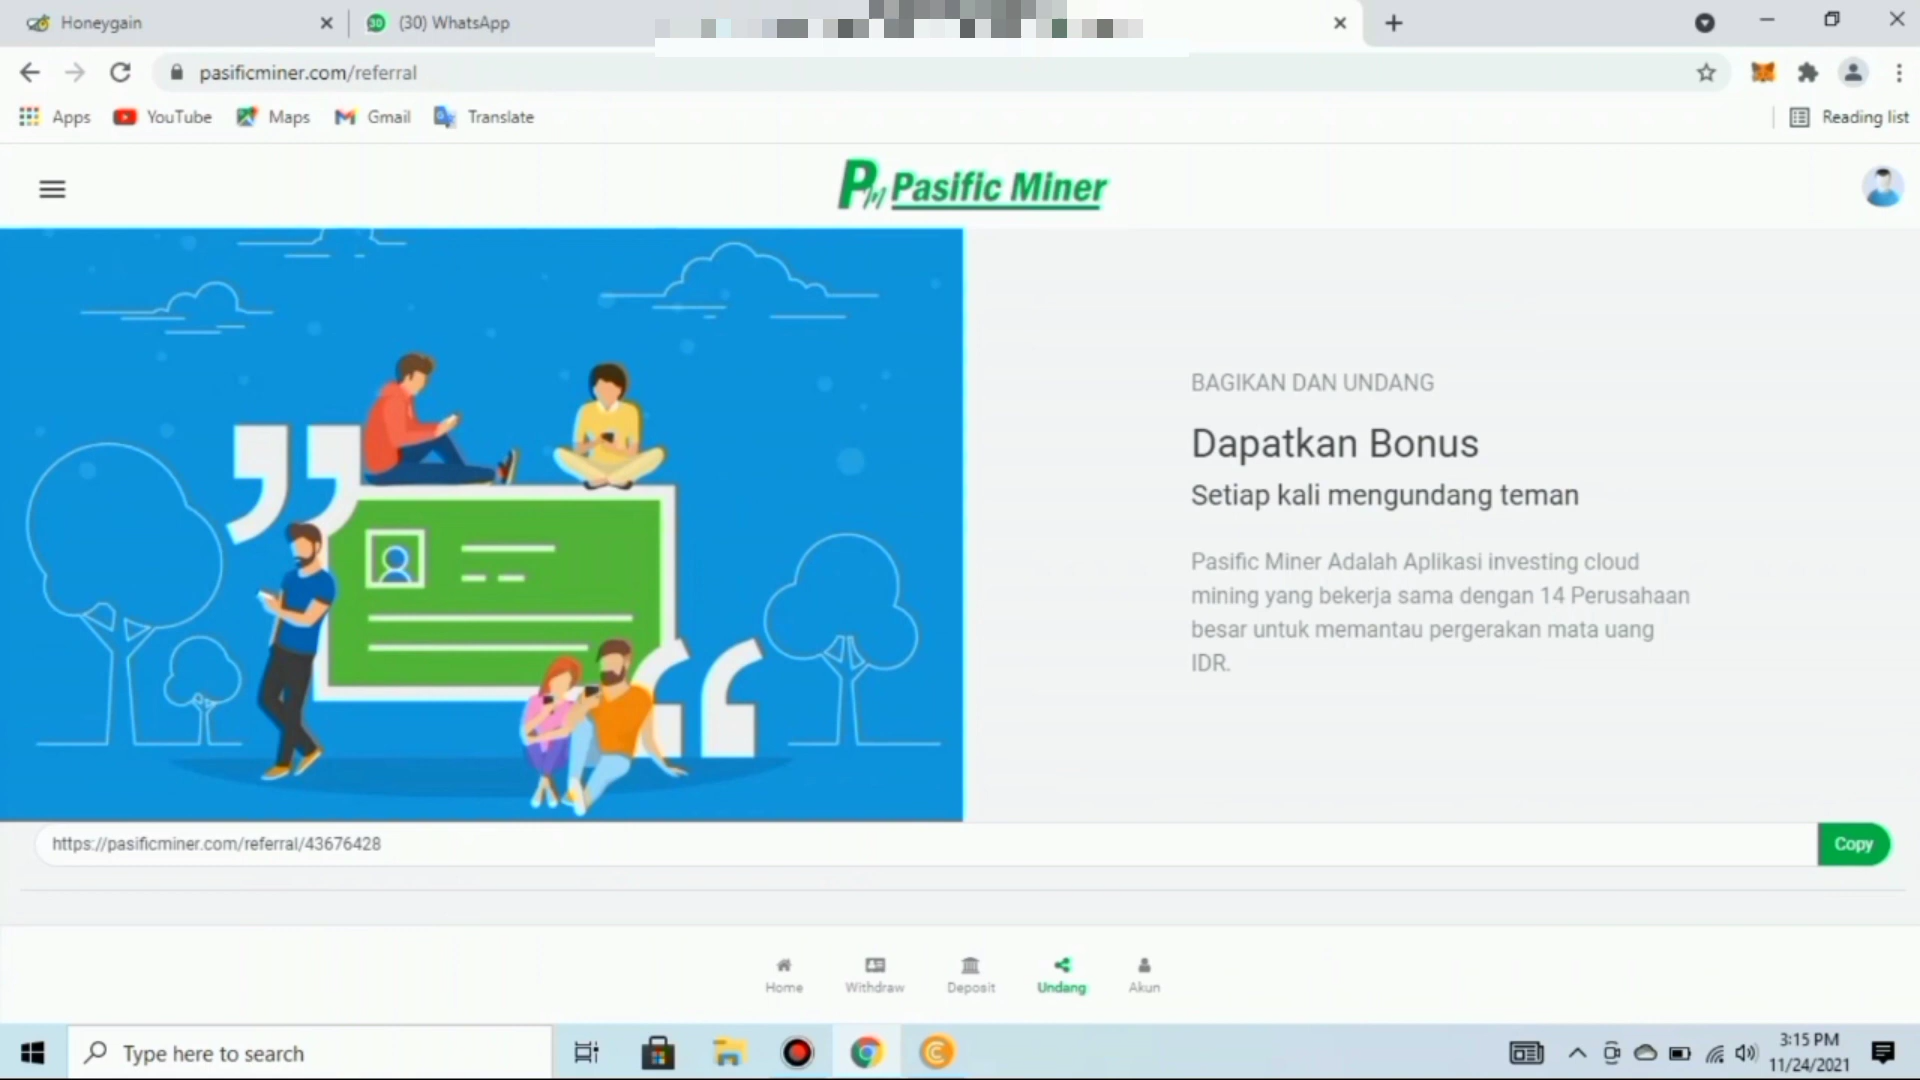 Honeygain
30
(30) WhatsApp
pasificminer.com/referral
Apps
YouTube
Maps
Gmail
Translate
Reading list
Pasific Miner
BAGIKAN DAN UNDANG
Dapatkan Bonus
Setiap kali mengundang teman
Pasific Miner Adalah Aplikasi investing cloud
mining yang bekerja sama dengan 14 Perusahaan
besar untuk memantau pergerakan mata uang
IDR.
https://pasificminer.com/referral/43676428
Copy
Home
Withdraw
Deposit
Undang
Akun
Type here to search
3:15 PM
11/24/2021